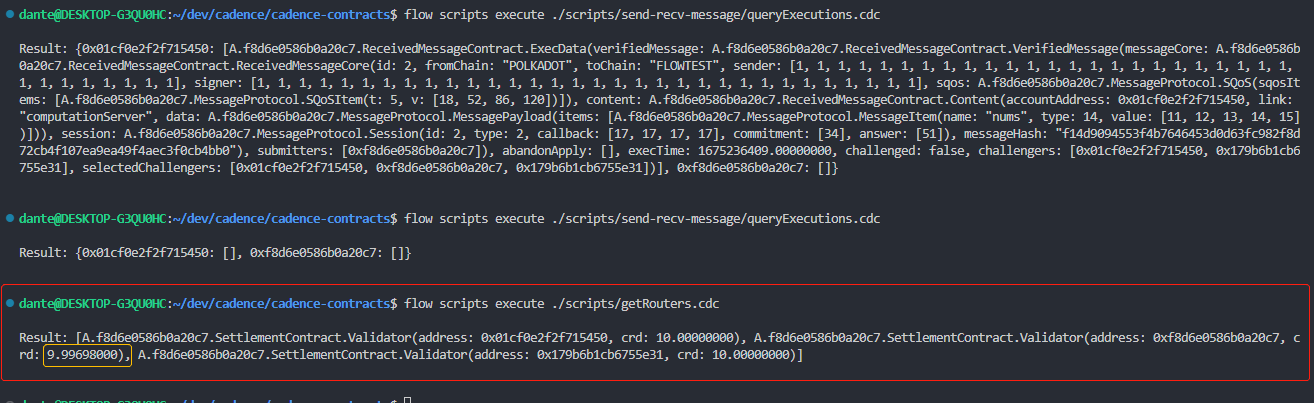 dante@DESKTOP-G3QU0HC:~/dev/cadence/cadence-contracts$ flow scripts execute ./scripts/send-recv-message/queryExecutions.cdc
Result: {0x01cf0e2f2f715450: [A.f8d6e0586b0a20c7.ReceivedMessageContract.ExecData(verifiedMessage: A.f8d6e0586b0a20c7.ReceivedMessageContract.VerifiedMessage(messageCore: A.f8d6e0586b
0a20c7.ReceivedMessageContract.ReceivedMessageCore(id: 2, fromChain: "POLKADOT", toChain: "FLOWTEST", sender: [1, 1, 1, 1, 1, 1, 1, 1, 1, 1, 1, 1, 1, 1, 1, 1, 1, 1, 1, 1, 1, 1, 1, 1,
1, 1, 1, 1, 1, 1, 1, 1], signer: [1, 1, 1, 1, 1, 1, 1, 1, 1, 1, 1, 1, 1, 1, 1, 1, 1, 1, 1, 1, 1, 1, 1, 1, 1, 1, 1, 1, 1, 1, 1, 1], sqos: A.f8d6e0586b0a20c7.MessageProtocol.SQoS(sqosIt
ems: [A.f8d6e0586b0a20c7.MessageProtocol.SQoSItem(t: 5, v: [18, 52, 86, 120])]), content: A.f8d6e0586b0a20c7.ReceivedMessageContract.Content(accountAddress: 0x01cf0e2f2f715450, link:
"computationServer", data: A.f8d6e0586b0a20c7.MessageProtocol.MessagePayload(items: [A.f8d6e0586b0a20c7.MessageProtocol.MessageItem(name: "nums", type: 14, value: [11, 12, 13, 14, 15]
)])), session: A.f8d6e0586b0a20c7.MessageProtocol.Session(id: 2, type: 2, callback: [17, 17, 17, 17], commitment: [34], answer: [51]), messageHash: "f14d9094553f4b7646453d0d63fc982f8d
72cb4f107ea9ea49f4aec3f0cb4bb0"), submitters: [0xf8d6e0586b0a20c7]), abandonApply: [], execTime: 1675236409.00000000, challenged: false, challengers: [0x01cf0e2f2f715450, 0x179b6b1cb6
755e31], selectedChallengers: [0x01cf0e2f2f715450, 0xf8d6e0586b0a20c7, 0x179b6b1cb6755e31])], 0xf8d6e0586b0a20c7: []}
dante@DESKTOP-G3QU0HC:~/dev/cadence/cadence-contracts$ flow scripts execute ./scripts/send-recv-message/queryExecutions.cdc
Result: {0x01cf0e2f2f715450: [], 0xf8d6e0586b0a20c7: []}
dante@DESKTOP-G3QU0HC:~/dev/cadence/cadence-contracts$ flow scripts execute ./scripts/getRouters.cdc
Result: [A.f8d6e0586b0a20c7.SettlementContract.Validator(address: 0x01cf0e2f2f715450, crd: 10.00000000), A.f8d6e0586b0a20c7.SettlementContract.Validator(address: 0xf8d6e0586b0a20c7, c
rd: 9.99698000), A.f8d6e0586b0a20c7.SettlementContract.Validator(address: 0x179b6b1cb6755e31, crd: 10.00000000)]
dante@DESKTOP-G3QU0HC:~/dev/cadence/cadence-contracts$